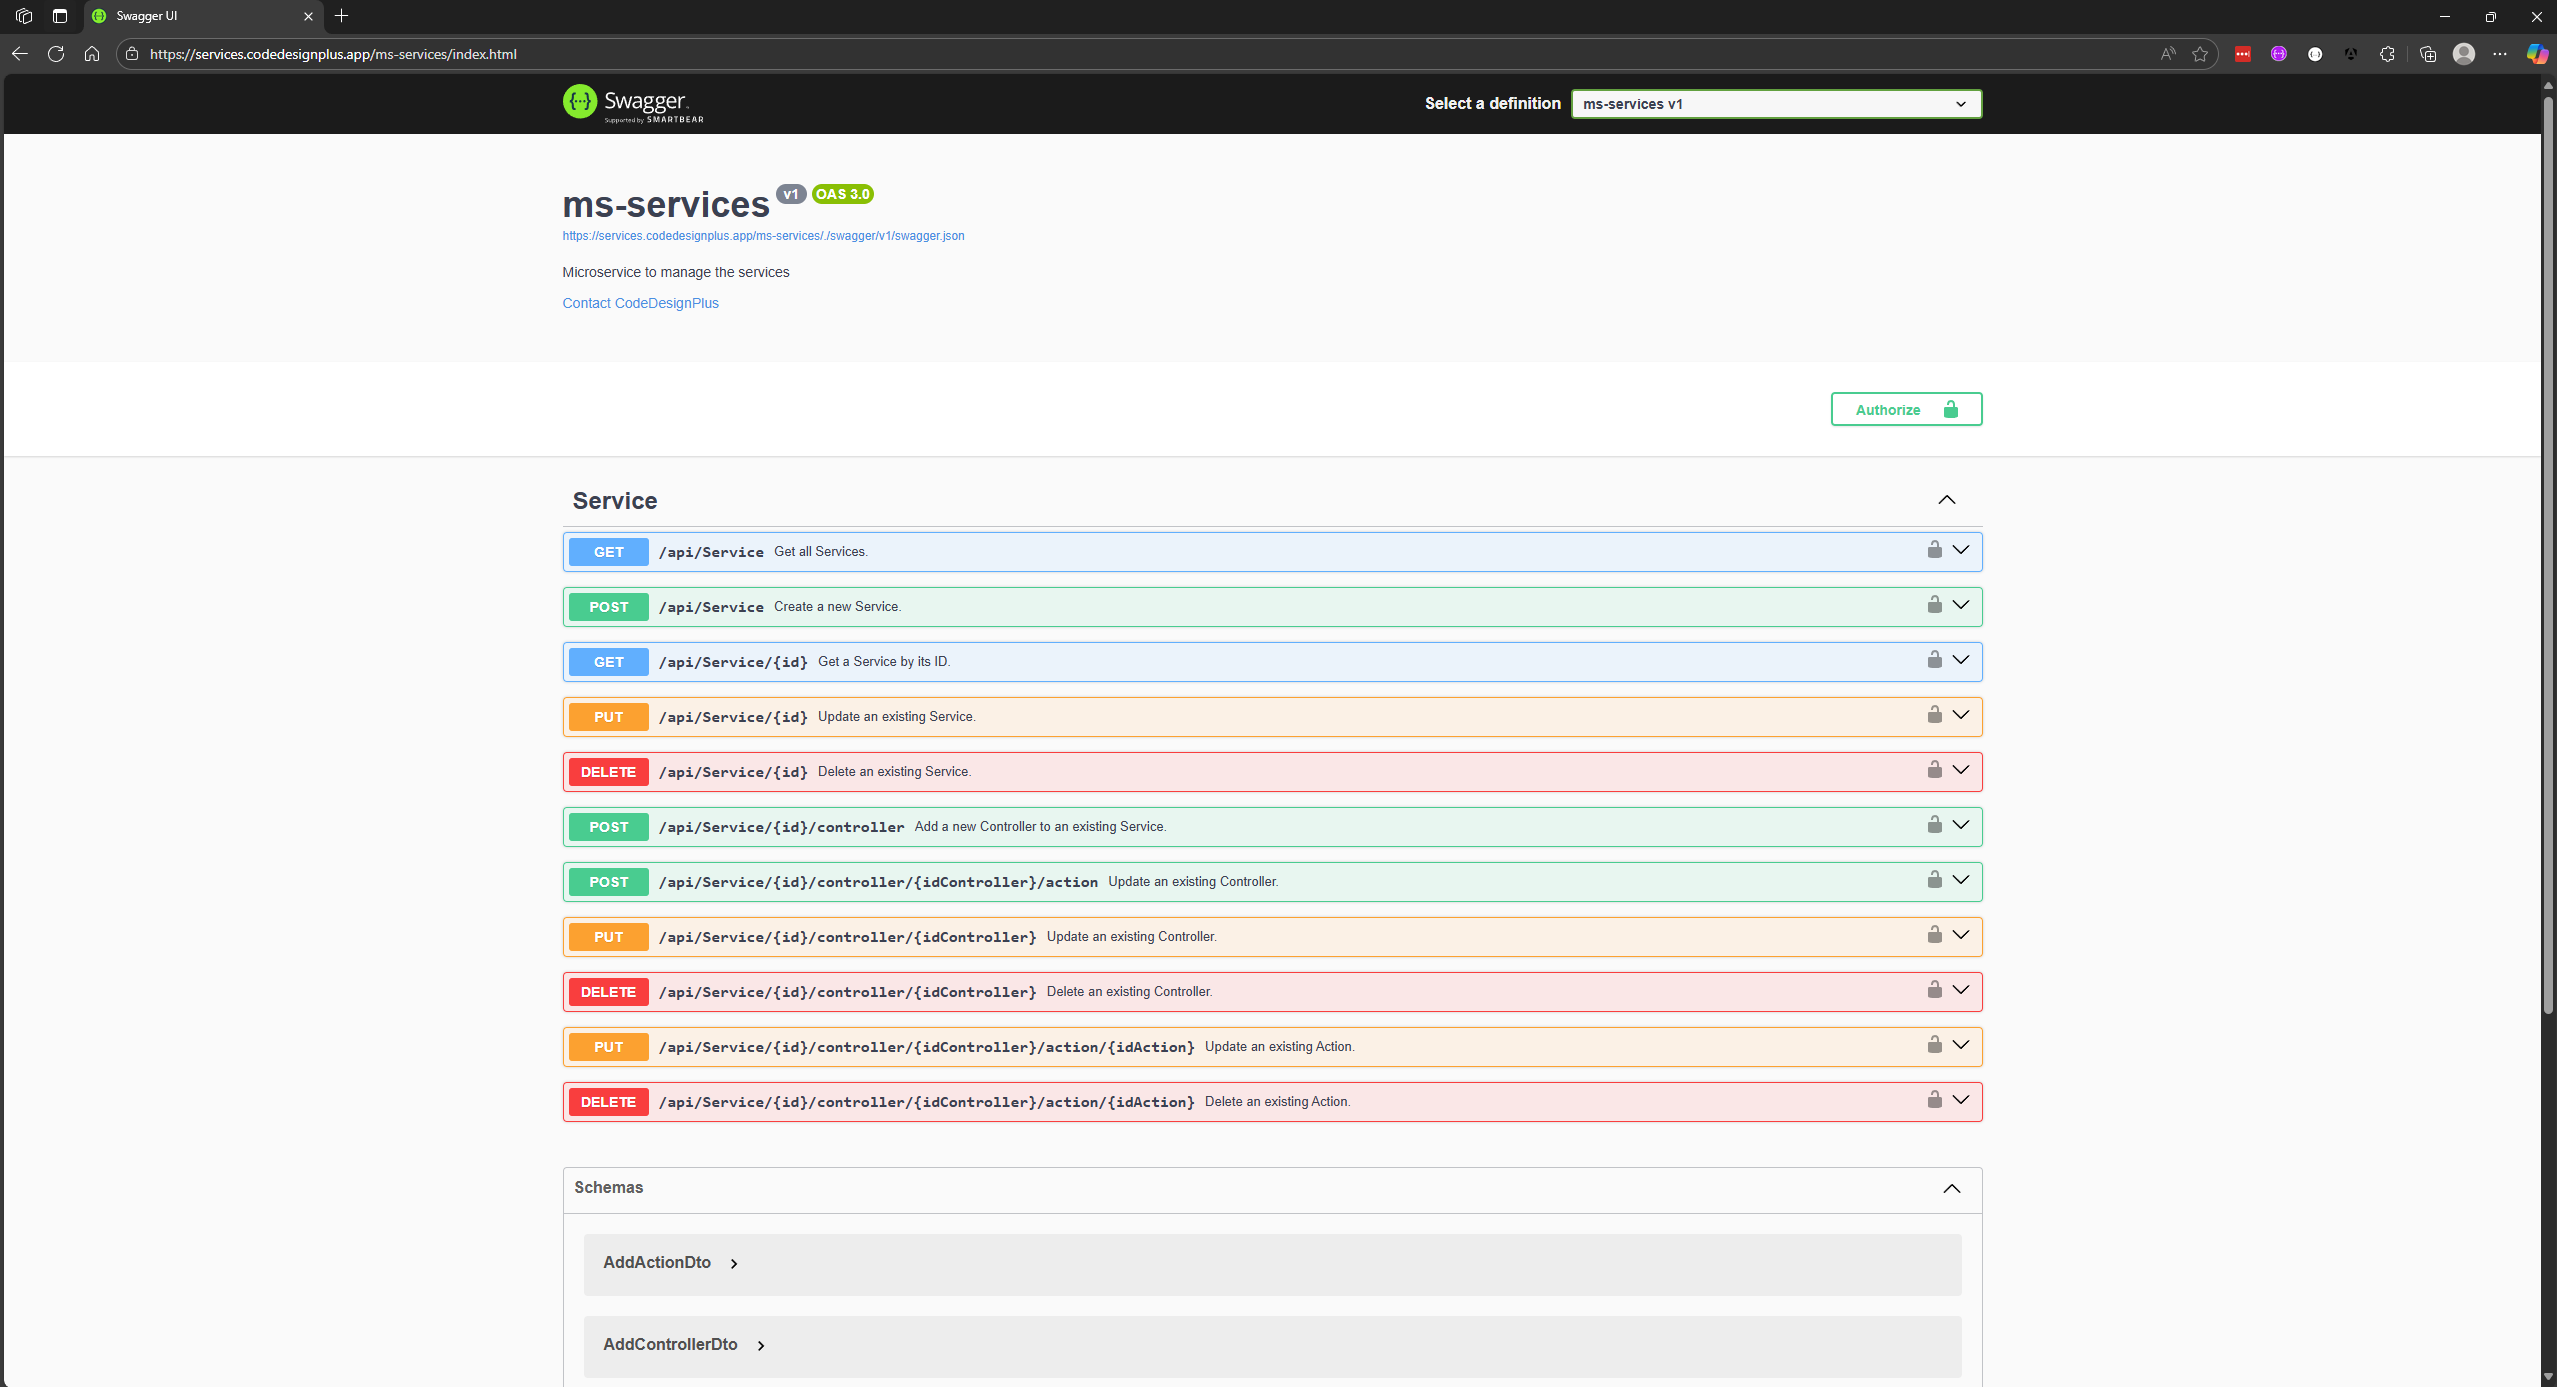 Swagger UI
https://services.codedesignplus.app/ms-services/index.html
Swagger
Supported by SMARTBEAR
Select a definition
ms-services v1
ms-services v1 OAS 3.0
https://services.codedesignplus.app/ms-services/./swagger/v1/swagger.json
Microservice to manage the services
Contact CodeDesignPlus
Authorize
Service
GET /api/Service Get all Services.
POST /api/Service Create a new Service.
GET /api/Service/{id} Get a Service by its ID.
PUT /api/Service/{id} Update an existing Service.
DELETE /api/Service/{id} Delete an existing Service.
POST /api/Service/{id}/controller Add a new Controller to an existing Service.
POST /api/Service/{id}/controller/{idController}/action Update an existing Controller.
PUT /api/Service/{id}/controller/{idController} Update an existing Controller.
DELETE /api/Service/{id}/controller/{idController} Delete an existing Controller.
PUT /api/Service/{id}/controller/{idController}/action/{idAction} Update an existing Action.
DELETE /api/Service/{id}/controller/{idController}/action/{idAction} Delete an existing Action.
Schemas
AddActionDto
AddControllerDto